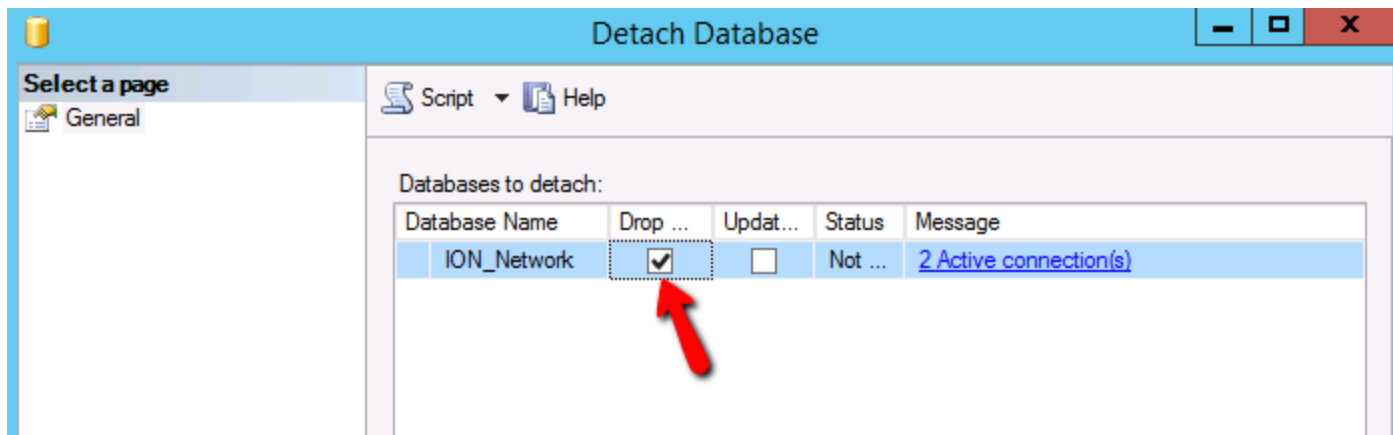 Detach Database
Select a page
General
Script Help
Databases to detach:
Database Name Drop ... Updat... Status Message
ION_Network Not ... 2 Active connection(s)